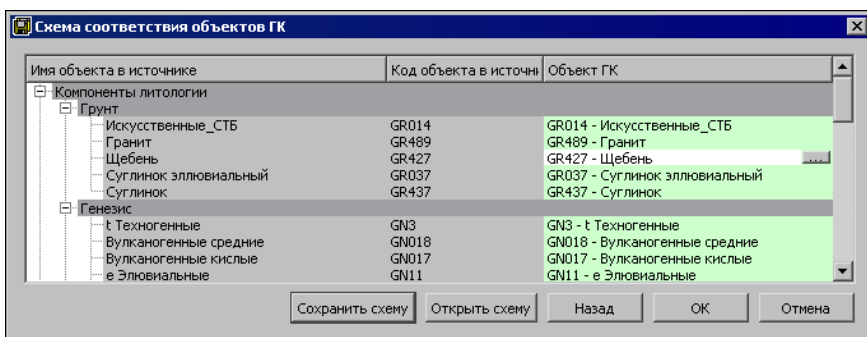 Схема соответствия объектов ГК
Имя объекта в источнике Код объекта в источн Объект ГК
Компоненты литологии
Грунт
Искусственные_СТБ GR014 GR014 - Искусственные_СТБ
Гранит GR489 GR489 - Гранит
Щебень GR427 GR427 - Щебень ...
Суглинок эллювиальный GR037 GR037 - Суглинок эллювиальный
Суглинок GR437 GR437 - Суглинок
Генезис
t Техногенные GN3 GN3 - t Техногенные
Вулканогенные средние GN018 GN018 - Вулканогенные средние
Вулканогенные кислые GN017 GN017 - Вулканогенные кислые
e Элювиальные GN11 GN11 - e Элювиальные
Сохранить схему Открыть схему Назад ОК Отмена